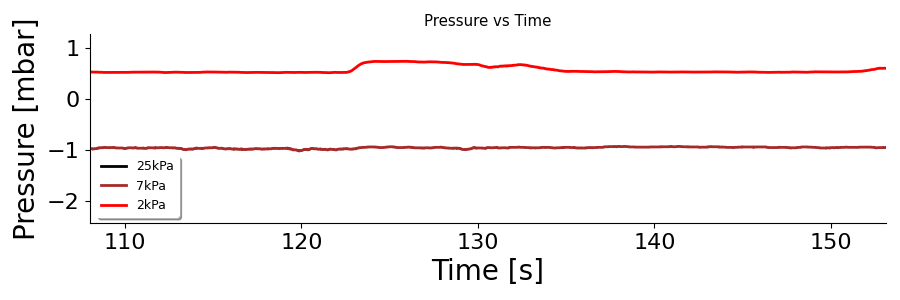 Pressure vs Time
Pressure [mbar]
1
0
−1
−2
25kPa
7kPa
2kPa
110 120 130 140 150
Time [s]